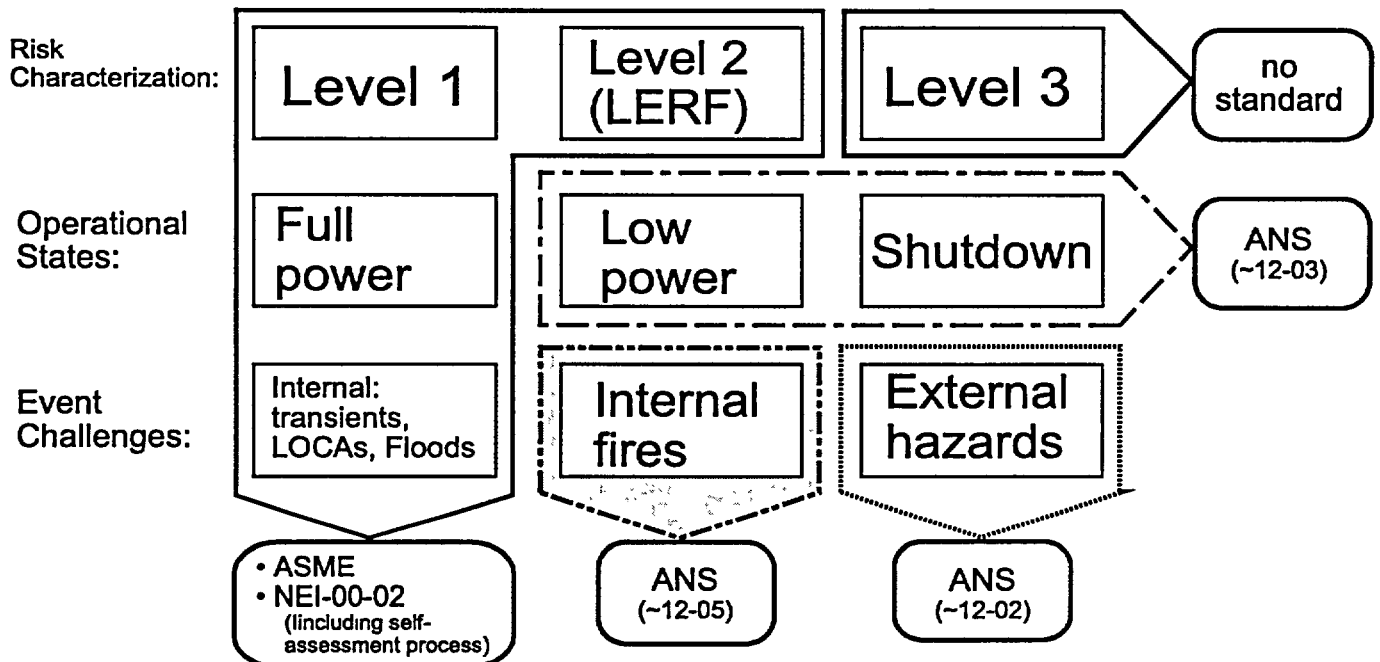 Risk
Characterization:
Level 1
Level 2
(LERF)
Level 3
no
standard
Operational
States:
Full
power
Low
power
Shutdown
ANS
(~12-03)
Event
Challenges:
Internal:
transients,
LOCAs, Floods
Internal
fires
External
hazards
• ASME
• NEI-00-02
(lincluding self-
assessment process)
ANS
(~12-05)
ANS
(~12-02)